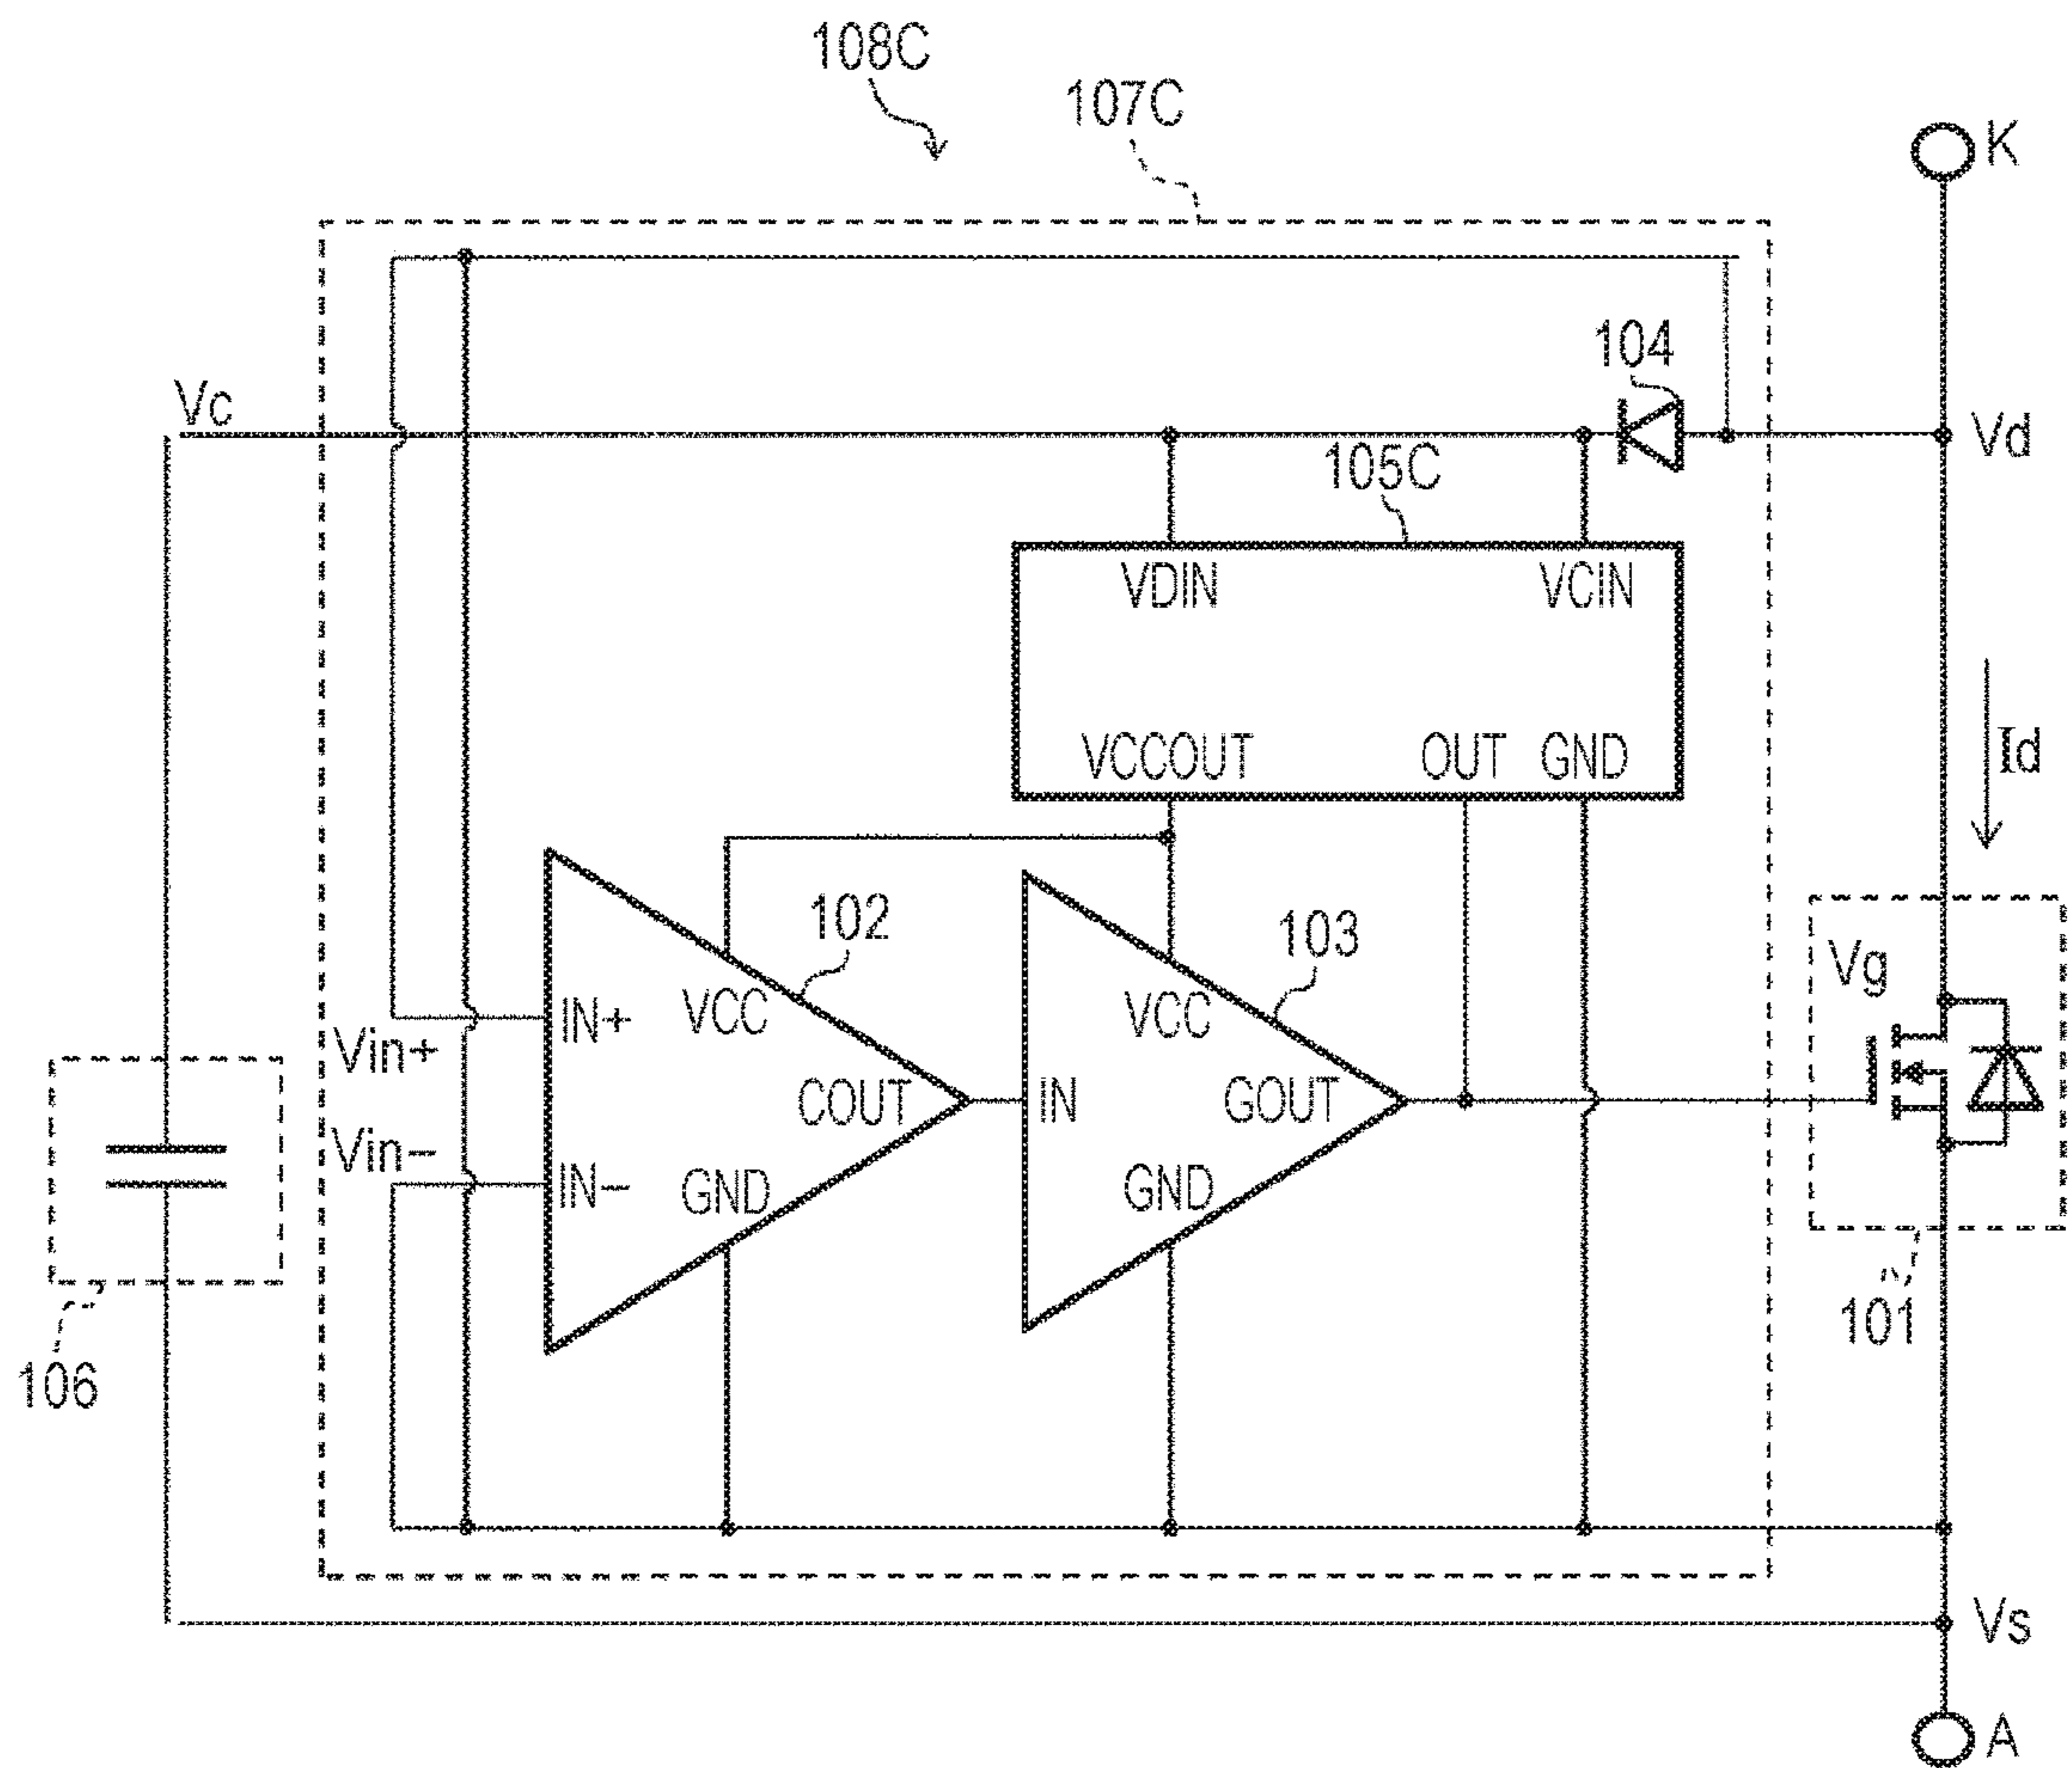 108C
107C
K
104
Vc
Vd
105C
VDIN
VCIN
VCCOUT
OUT
GND
Id
102
103
Vg
IN+
VCC
VCC
Vin+
COUT
IN
GOUT
Vin−
IN−
GND
GND
101
106
Vs
A